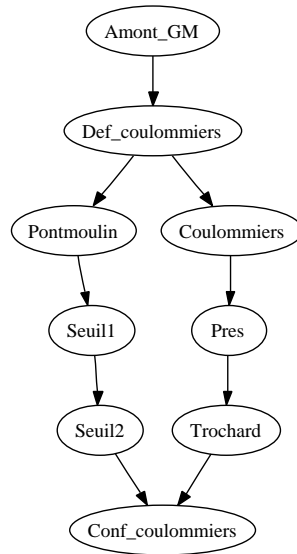 Amont_GM
Def_coulommiers
Pontmoulin
Coulommiers
Seuil1
Pres
Seuil2
Trochard
Conf_coulommiers